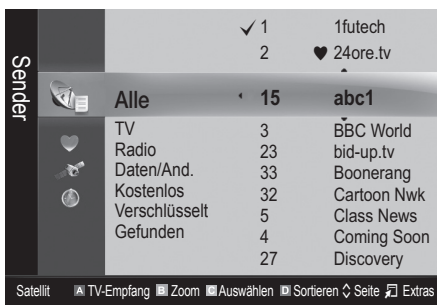 Sender
✓ 1 1futech
2 ♥ 24ore.tv
Alle 15 abc1
TV 3 BBC World
Radio 23 bid-up.tv
Daten/And. 33 Boonerang
Kostenlos 32 Cartoon Nwk
Verschlüsselt 5 Class News
Gefunden 4 Coming Soon
27 Discovery
Satellit A TV-Empfang B Zoom C Auswählen D Sortieren Seite Extras